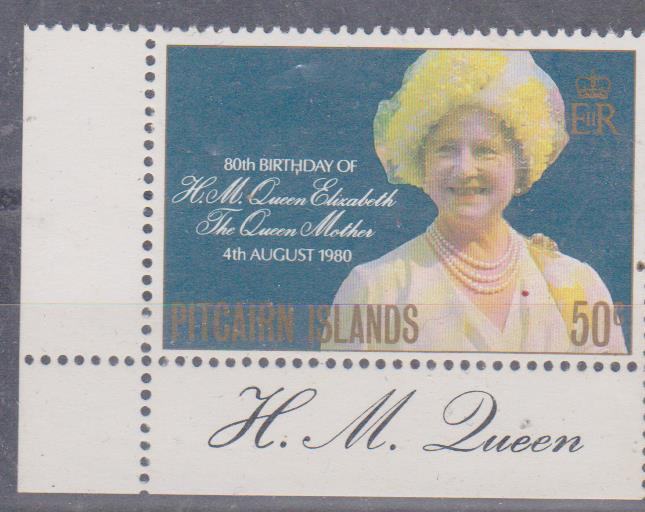 EIIR
80th BIRTHDAY OF
H.M. Queen Elizabeth
The Queen Mother
4th AUGUST 1980
PITCAIRN ISLANDS 50c
H. M. Queen